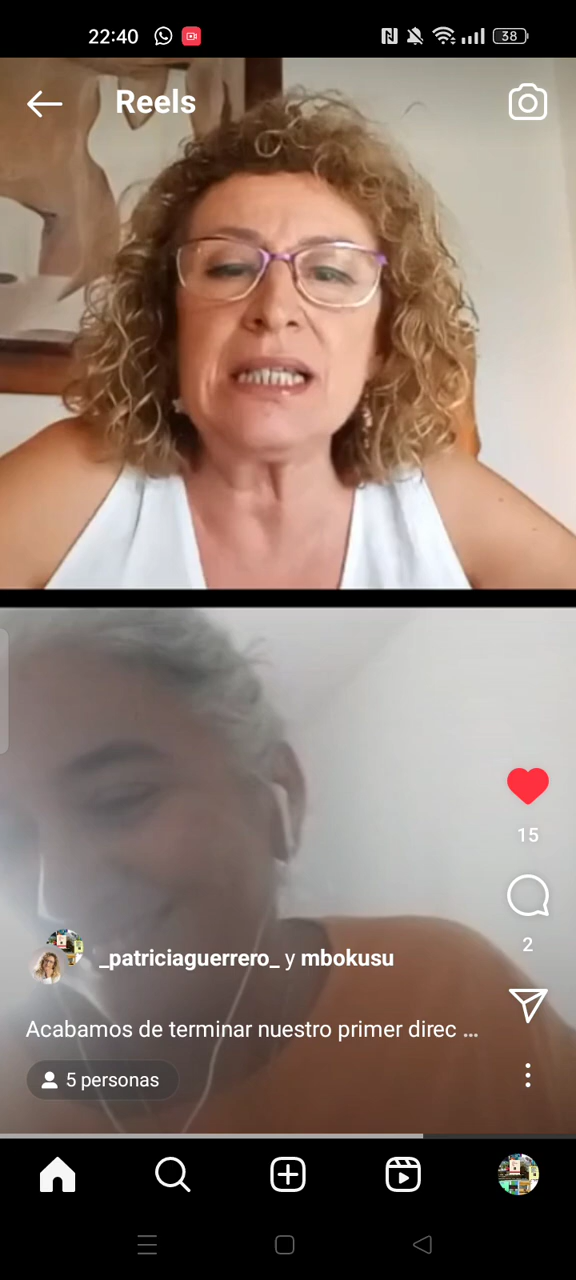 22:40
38
Reels
15
2
_patriciaguerrero_ y mbokusu
Acabamos de terminar nuestro primer direc ...
5 personas